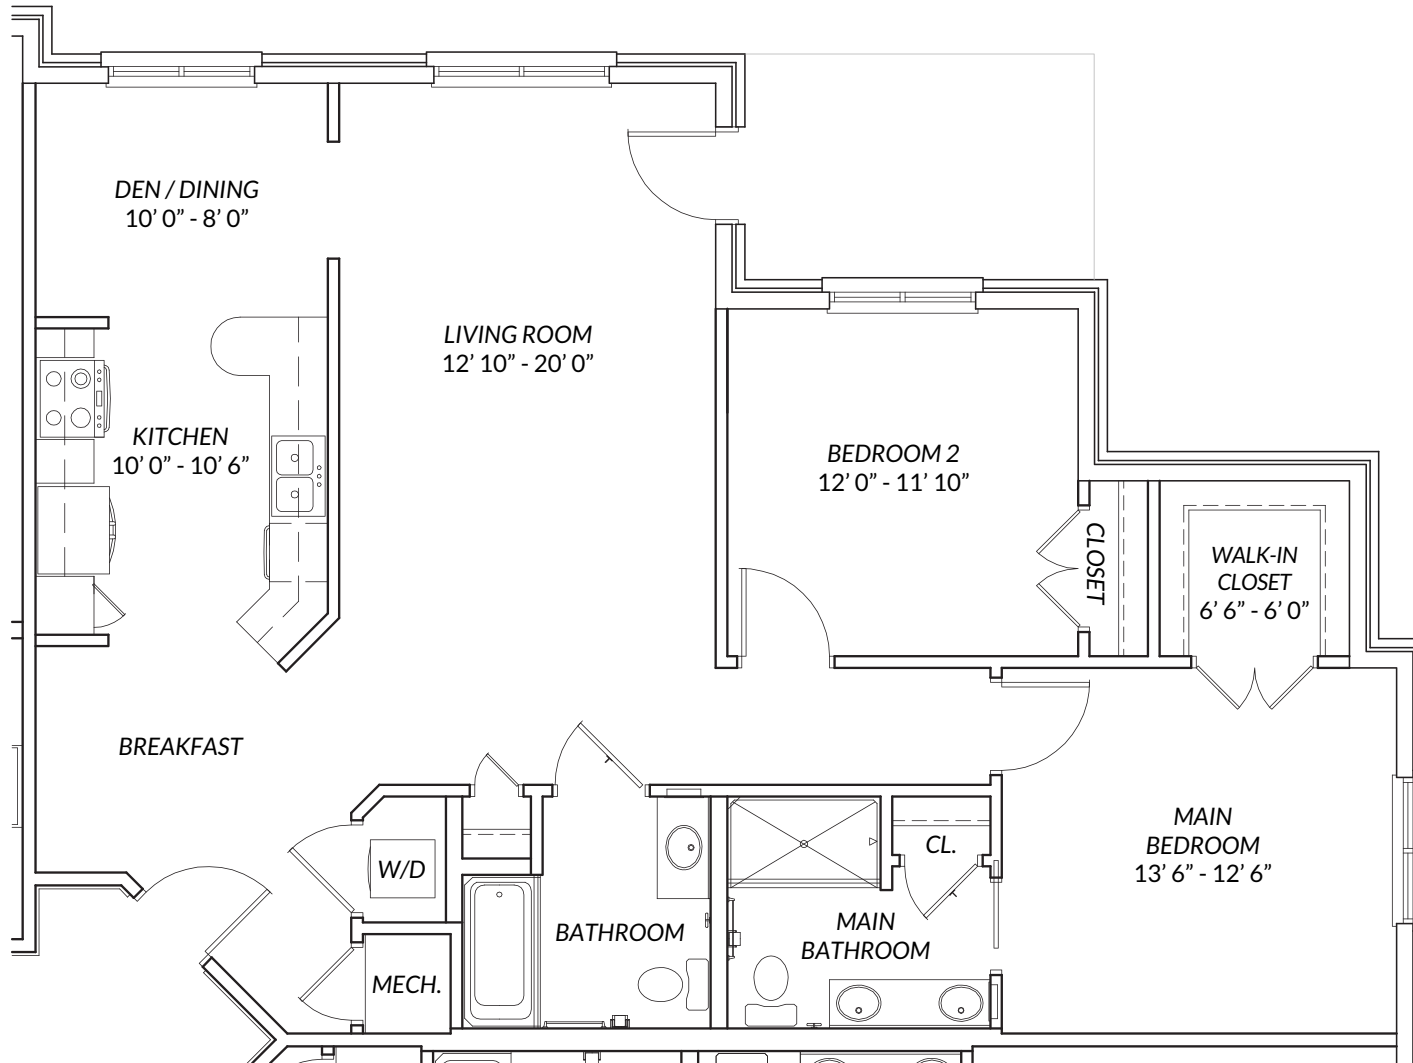 DEN / DINING
10’ 0” - 8’ 0”
LIVING ROOM
12’ 10” - 20’ 0”
KITCHEN
10’ 0” - 10’ 6”
BEDROOM 2
12’ 0” - 11’ 10”
CLOSET
WALK-IN
CLOSET
6’ 6” - 6’ 0”
BREAKFAST
MAIN
BEDROOM
13’ 6” - 12’ 6”
W/D
CL.
BATHROOM
MAIN
BATHROOM
MECH.